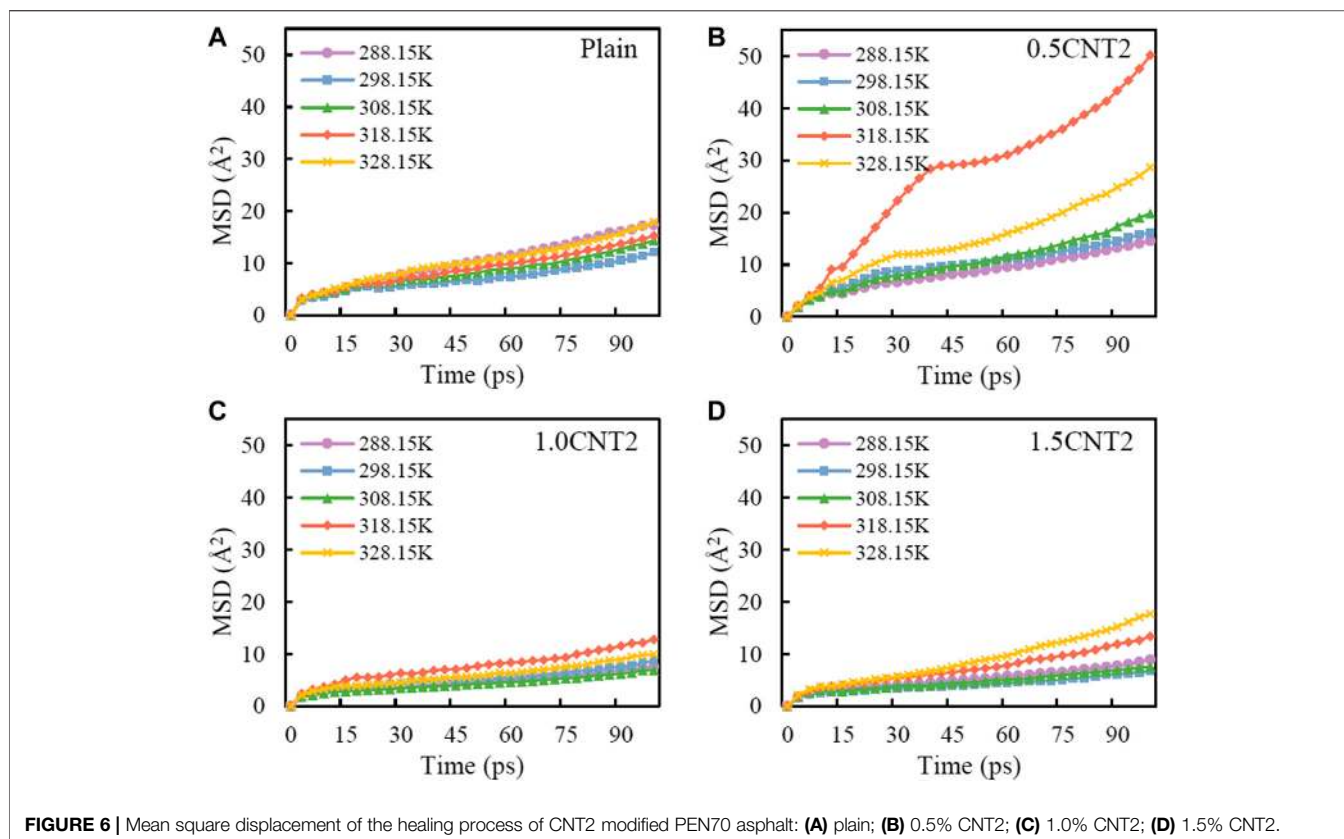 A
Plain
50
40
30
20
10
0
MSD (Å²)
288.15K
298.15K
308.15K
318.15K
328.15K
0 15 30 45 60 75 90
Time (ps)
B
0.5CNT2
50
40
30
20
10
0
MSD (Å²)
288.15K
298.15K
308.15K
318.15K
328.15K
0 15 30 45 60 75 90
Time (ps)
C
1.0CNT2
50
40
30
20
10
0
MSD (Å²)
288.15K
298.15K
308.15K
318.15K
328.15K
0 15 30 45 60 75 90
Time (ps)
D
1.5CNT2
50
40
30
20
10
0
MSD (Å²)
288.15K
298.15K
308.15K
318.15K
328.15K
0 15 30 45 60 75 90
Time (ps)
FIGURE 6 | Mean square displacement of the healing process of CNT2 modified PEN70 asphalt: (A) plain; (B) 0.5% CNT2; (C) 1.0% CNT2; (D) 1.5% CNT2.